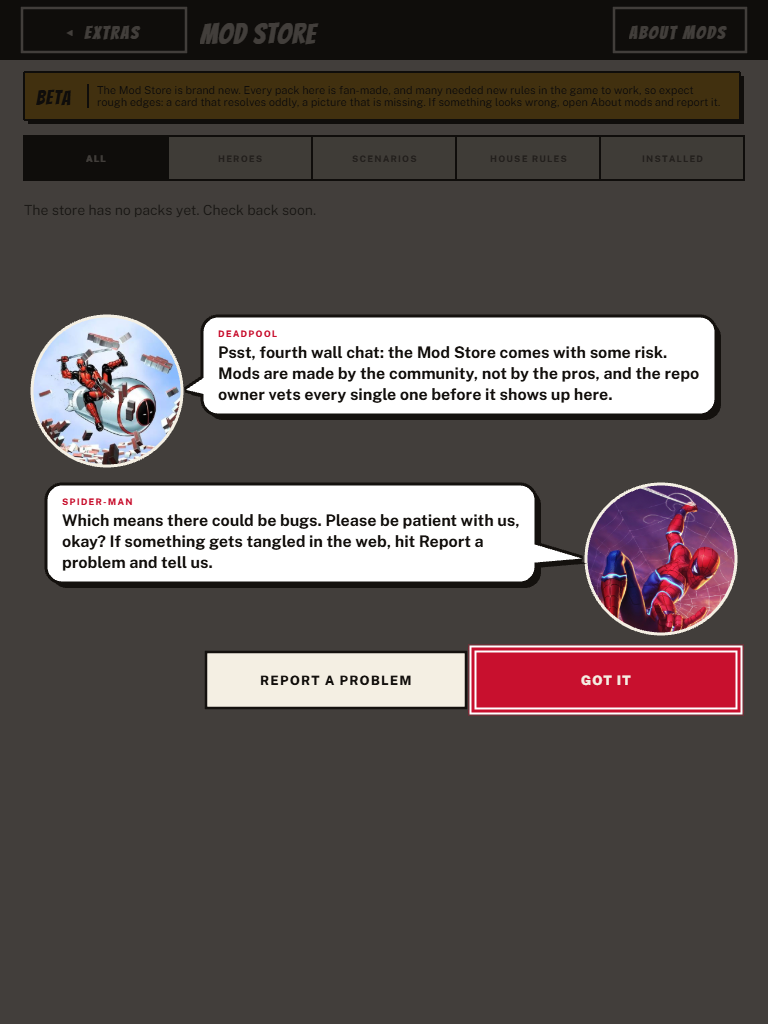 ◂ EXTRAS
MOD STORE
ABOUT MODS
BETA
The Mod Store is brand new. Every pack here is fan-made, and many needed new rules in the game to work, so expect
rough edges: a card that resolves oddly, a picture that is missing. If something looks wrong, open About mods and report it.
ALL
HEROES
SCENARIOS
HOUSE RULES
INSTALLED
The store has no packs yet. Check back soon.
DEADPOOL
Psst, fourth wall chat: the Mod Store comes with some risk.
Mods are made by the community, not by the pros, and the repo
owner vets every single one before it shows up here.
SPIDER-MAN
Which means there could be bugs. Please be patient with us,
okay? If something gets tangled in the web, hit Report a
problem and tell us.
REPORT A PROBLEM
GOT IT